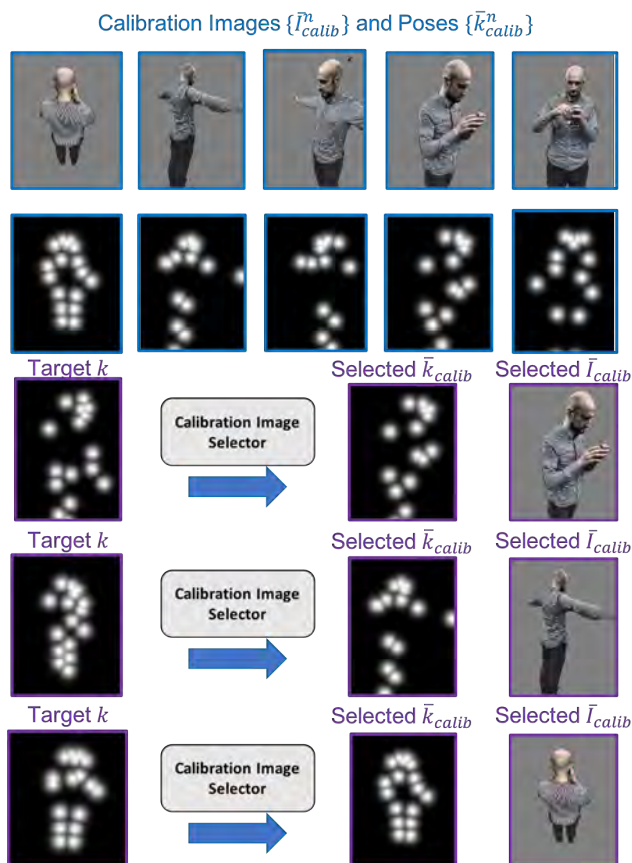 Calibration Images {Īⁿ_calib} and Poses {k̄ⁿ_calib}
Target k
Selected k̄_calib
Selected Ī_calib
Calibration Image
Selector
Target k
Selected k̄_calib
Selected Ī_calib
Calibration Image
Selector
Target k
Selected k̄_calib
Selected Ī_calib
Calibration Image
Selector